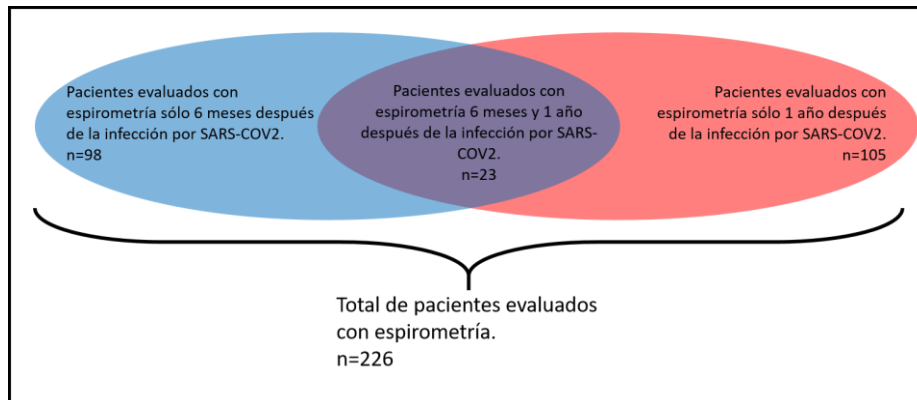 Pacientes evaluados con
espirometría sólo 6 meses después
de la infección por SARS-COV2.
n=98
Pacientes evaluados con
espirometría 6 meses y 1 año
después de la infección por SARS-
COV2.
n=23
Pacientes evaluados con
espirometría sólo 1 año después
de la infección por SARS-COV2.
n=105
Total de pacientes evaluados
con espirometría.
n=226